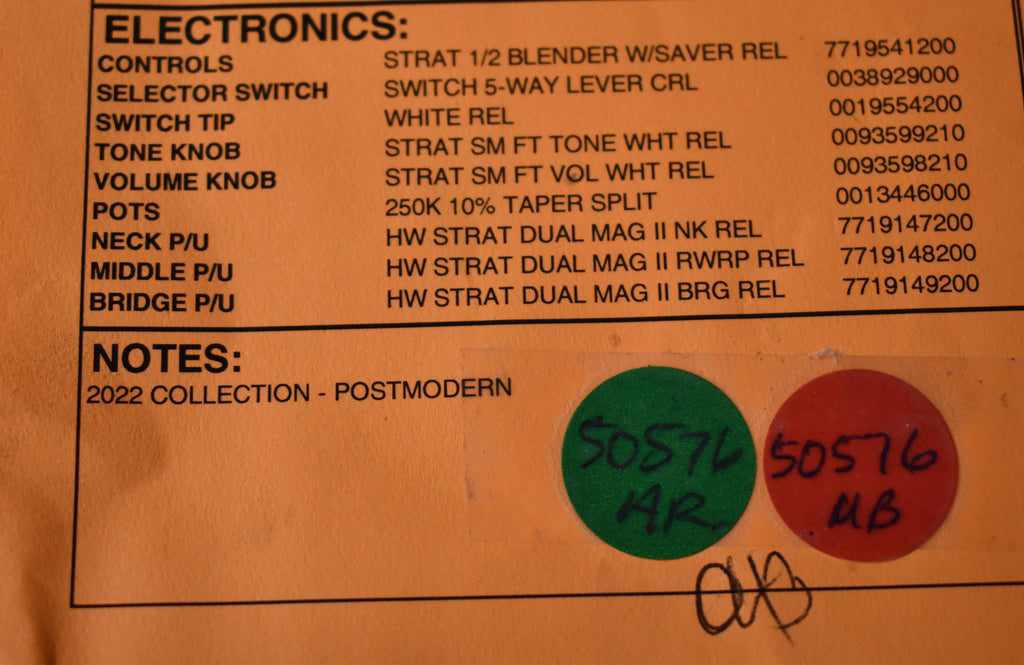 ELECTRONICS:
CONTROLS STRAT 1/2 BLENDER W/SAVER REL 7719541200
SELECTOR SWITCH SWITCH 5-WAY LEVER CRL 0038929000
SWITCH TIP WHITE REL 0019554200
TONE KNOB STRAT SM FT TONE WHT REL 0093599210
VOLUME KNOB STRAT SM FT VOL WHT REL 0093598210
POTS 250K 10% TAPER SPLIT 0013446000
NECK P/U HW STRAT DUAL MAG II NK REL 7719147200
MIDDLE P/U HW STRAT DUAL MAG II RWRP REL 7719148200
BRIDGE P/U HW STRAT DUAL MAG II BRG REL 7719149200
NOTES:
2022 COLLECTION - POSTMODERN
50576
AR
50576
MB